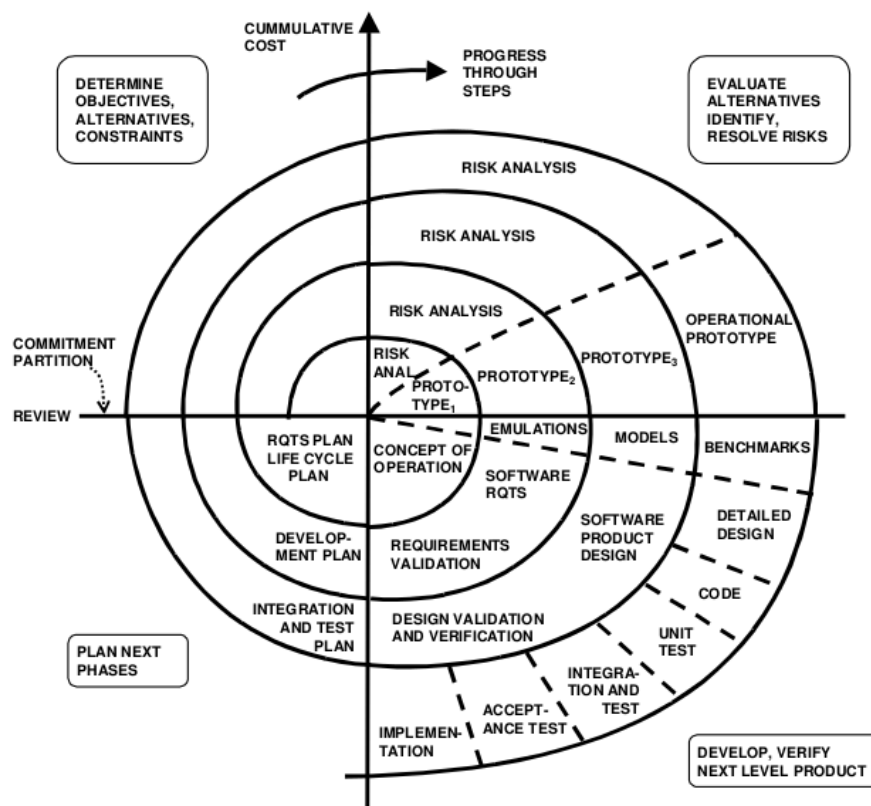 CUMMULATIVE
COST
PROGRESS
THROUGH
STEPS
DETERMINE
OBJECTIVES,
ALTERNATIVES,
CONSTRAINTS
EVALUATE
ALTERNATIVES
IDENTIFY,
RESOLVE RISKS
RISK ANALYSIS
RISK ANALYSIS
RISK ANALYSIS
RISK
ANAL.
PROTO-
TYPE1
PROTOTYPE2
PROTOTYPE3
OPERATIONAL
PROTOTYPE
COMMITMENT
PARTITION
REVIEW
EMULATIONS
MODELS
BENCHMARKS
RQTS PLAN
LIFE CYCLE
PLAN
CONCEPT OF
OPERATION
SOFTWARE
RQTS
SOFTWARE
PRODUCT
DESIGN
DETAILED
DESIGN
DEVELOP-
MENT PLAN
REQUIREMENTS
VALIDATION
CODE
INTEGRATION
AND TEST
PLAN
DESIGN VALIDATION
AND VERIFICATION
UNIT
TEST
PLAN NEXT
PHASES
INTEGRA-
TION AND
TEST
ACCEPT-
ANCE TEST
IMPLEMEN-
TATION
DEVELOP, VERIFY
NEXT LEVEL PRODUCT